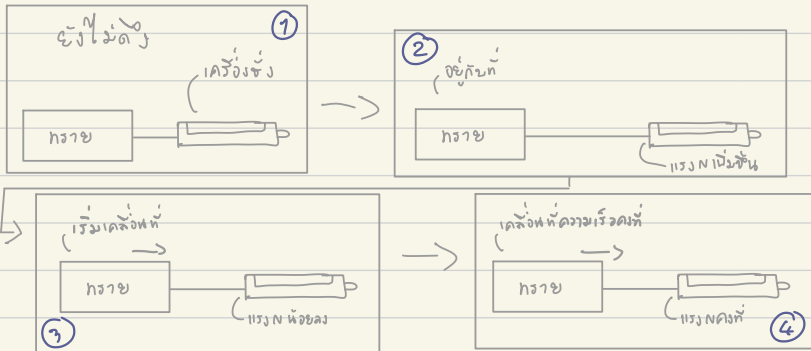 ยังไม่ดึง
①
เครื่องชั่ง
ทราย
②
อยู่กับที่
ทราย
แรง N เพิ่มขึ้น
เริ่มเคลื่อนที่
ทราย
แรง N น้อยลง
③
เคลื่อนที่ความเร็วคงที่
ทราย
แรง N คงที่
④